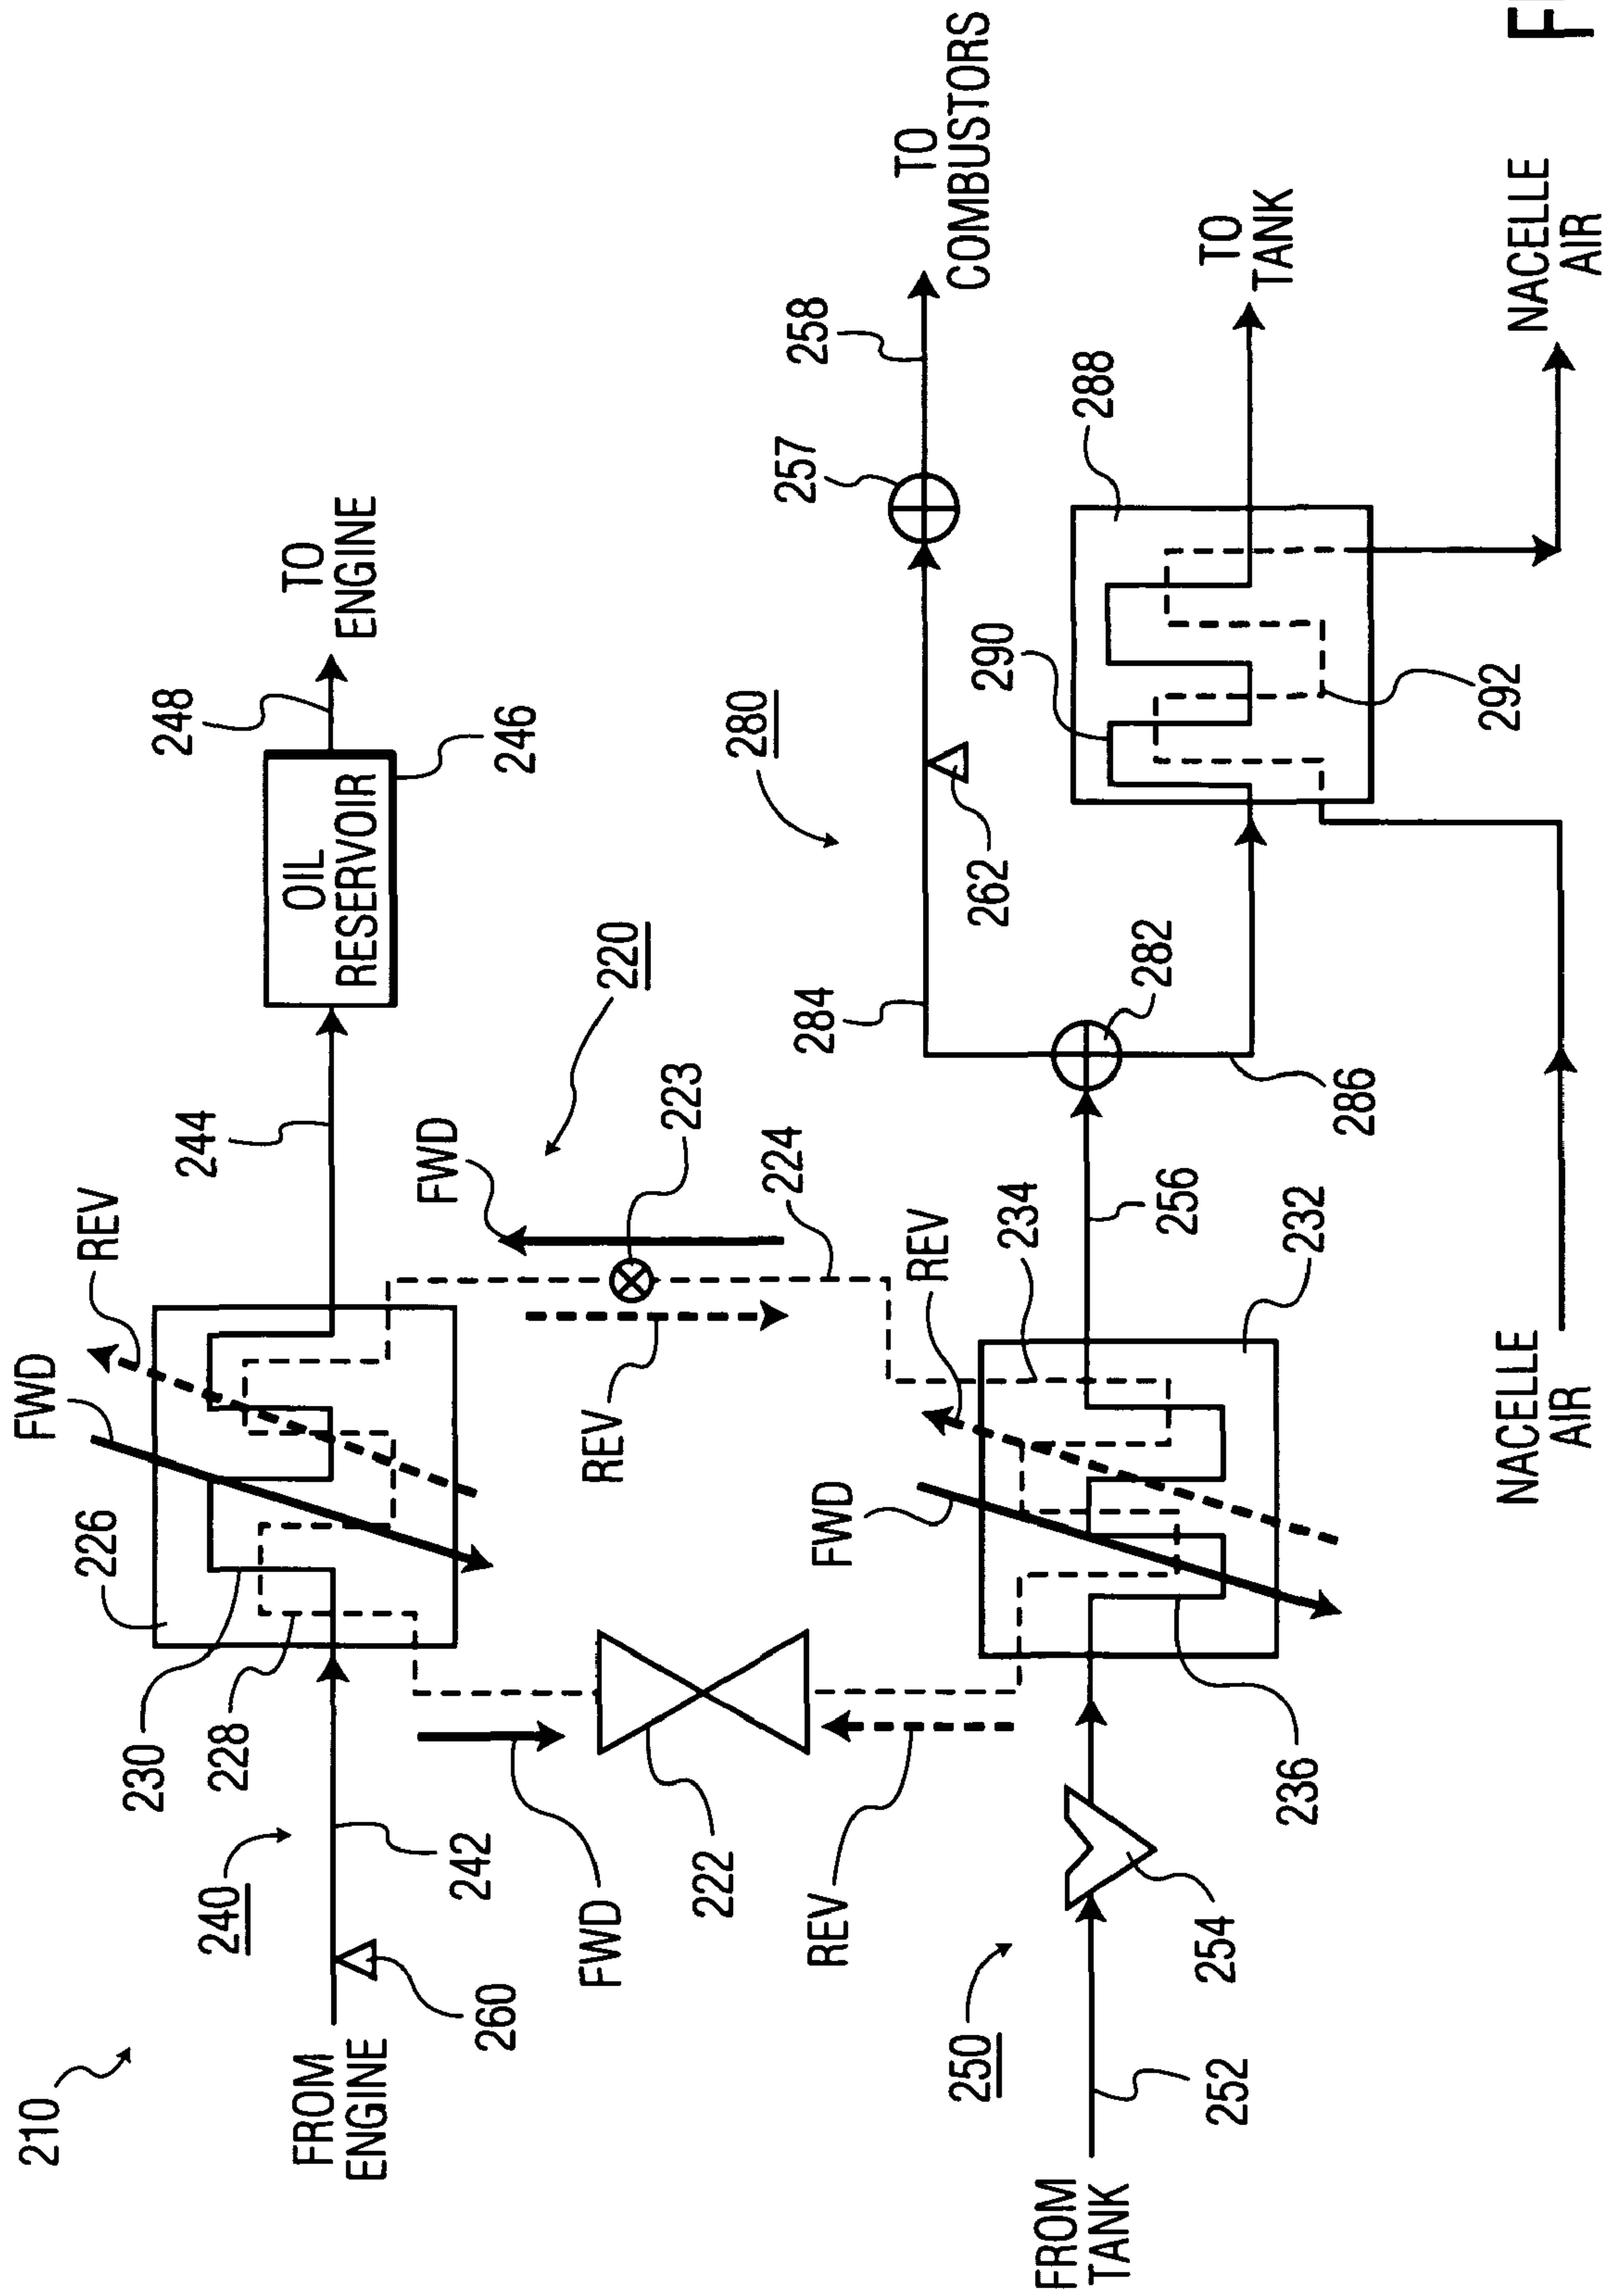 210
FROM
ENGINE
260
240
242
230
228
226
FWD
REV
244
OIL
RESERVOIR
246
248
TO
ENGINE
FWD
222
REV
REV
FWD
223
220
224
FROM
TANK
252
250
254
236
FWD
REV
234
232
256
282
284
286
280
262
257
258
TO
COMBUSTORS
290
288
292
TO
TANK
NACELLE
AIR
NACELLE
AIR
F